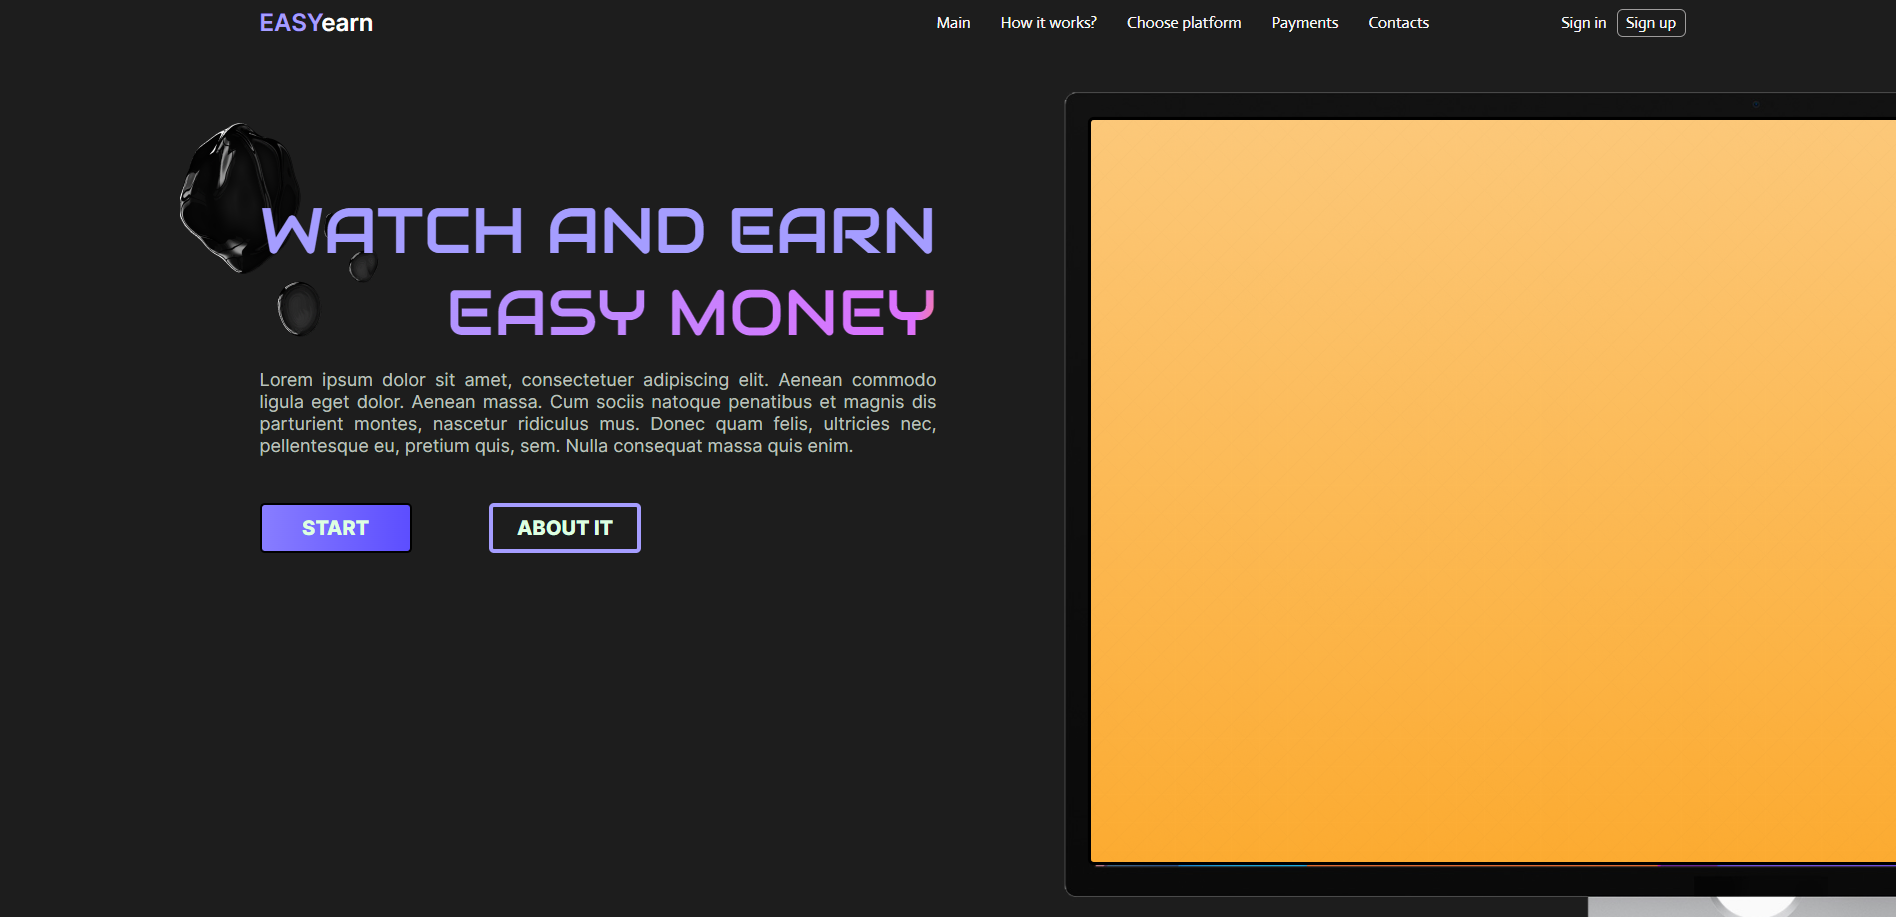 EASYearn
Main
How it works?
Choose platform
Payments
Contacts
Sign in
Sign up
WATCH AND EARN
EASY MONEY
Lorem ipsum dolor sit amet, consectetuer adipiscing elit. Aenean commodo
ligula eget dolor. Aenean massa. Cum sociis natoque penatibus et magnis dis
parturient montes, nascetur ridiculus mus. Donec quam felis, ultricies nec,
pellentesque eu, pretium quis, sem. Nulla consequat massa quis enim.
START
ABOUT IT